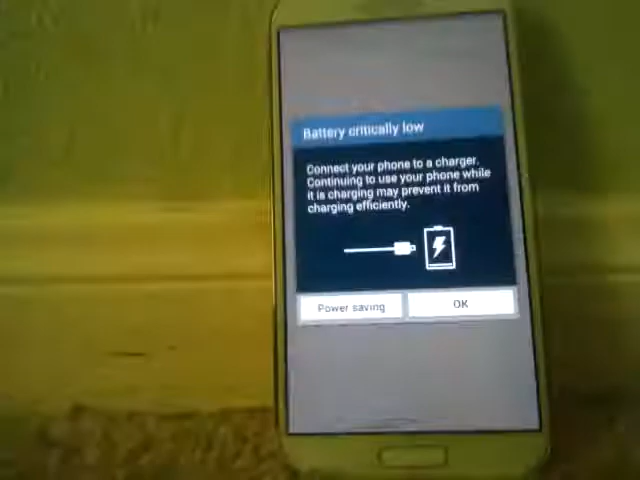 Battery critically low
Connect your phone to a charger.
Continuing to use your phone while
it is charging may prevent it from
charging efficiently.
Power saving
OK